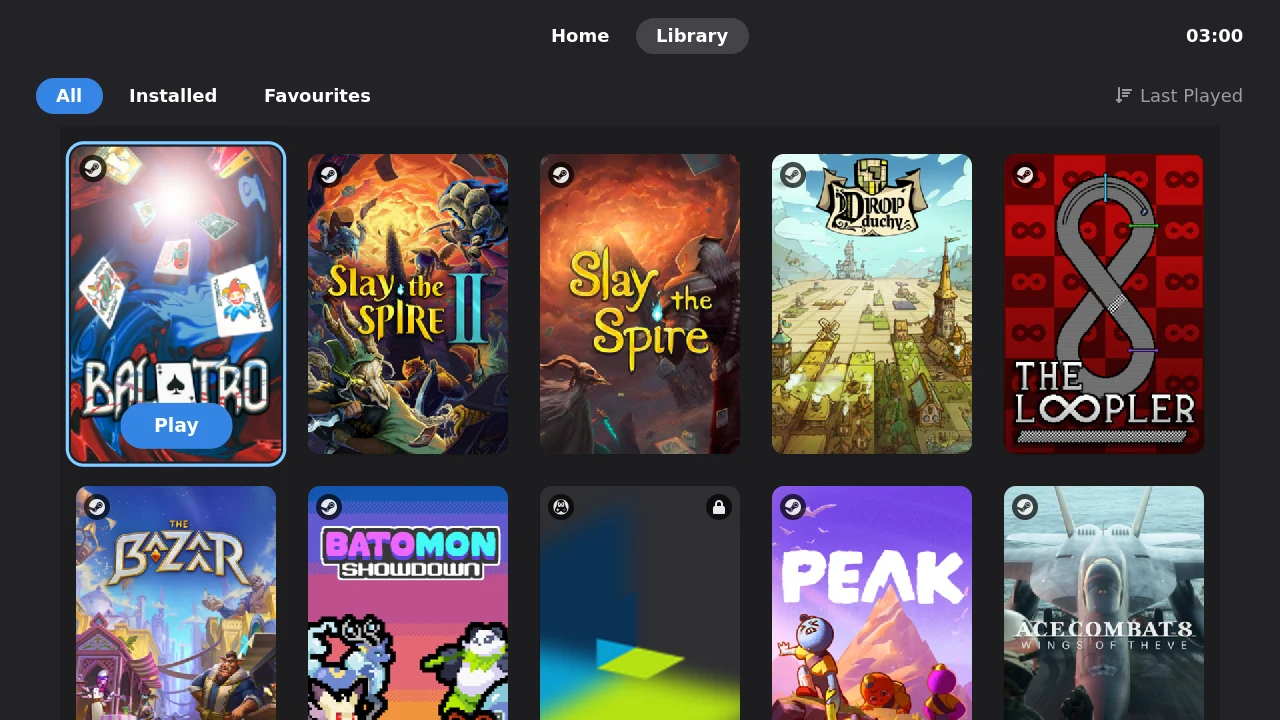 Home Library 03:00
All Installed Favourites Last Played
BALATRO
Play
Slay the
SPIRE II
Slay
the
Spire
DROP
duchy
THE
LOOPLER
THE
BAZAAR
BATOMON
SHOWDOWN
PEAK
ACE COMBAT 8
WINGS OF THEVE